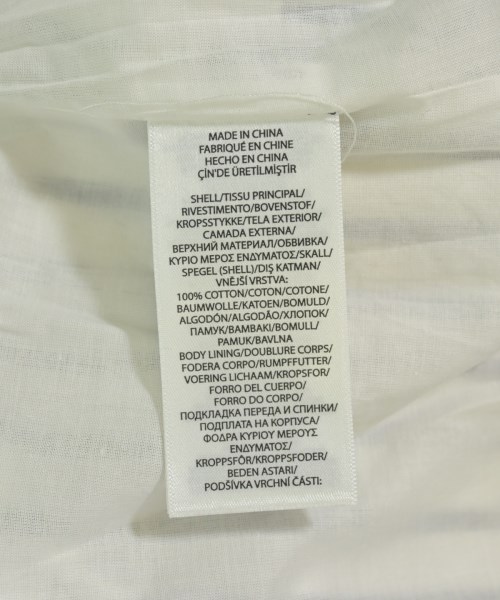 MADE IN CHINA
FABRIQUÉ EN CHINE
HECHO EN CHINA
ÇİN'DE ÜRETİLMİŞTİR
SHELL/TISSU PRINCIPAL/
RIVESTIMENTO/BOVENSTOF/
KROPSSTYKKE/TELA EXTERIOR/
CAMADA EXTERNA/
ВЕРХНИЙ МАТЕРИАЛ/ОБВИВКА/
ΚΥΡΙΟ ΜΕΡΟΣ ΕΝΔΥΜΑΤΟΣ/SKALL/
SPEGEL (SHELL)/DIŞ KATMAN/
VNĚJŠÍ VRSTVA:
100% COTTON/COTON/COTONE/
BAUMWOLLE/KATOEN/BOMULD/
ALGODÓN/ALGODÃO/ХЛОПОК/
ПАМУК/ΒΑΜΒΑΚΙ/BOMULL/
PAMUK/BAVLNA
BODY LINING/DOUBLURE CORPS/
FODERA CORPO/RUMPFFUTTER/
VOERING LICHAAM/KROPSFOR/
FORRO DEL CUERPO/
FORRO DO CORPO/
ПОДКЛАДКА ПЕРЕДА И СПИНКИ/
ПОДПЛАТА НА КОРПУСА/
ΦΟΔΡΑ ΚΥΡΙΟΥ ΜΕΡΟΥΣ
ΕΝΔΥΜΑΤΟΣ/
KROPPSFÔR/KROPPSFODER/
BEDEN ASTARI/
PODŠÍVKA VRCHNÍ ČÁSTI: